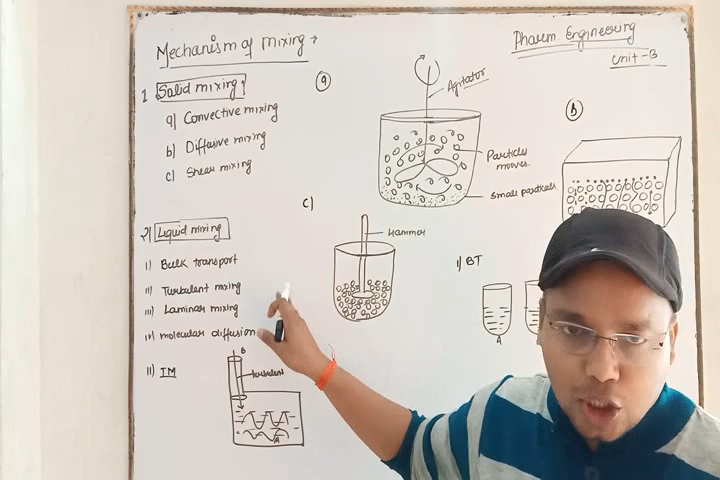 Mechanism of mixing →
Pharm. Engineering
Unit-3
1 Solid mixing
a) Convective mixing
b) Diffusive mixing
c) Shear mixing
a
Agitator
Particles
mooves.
Small particals
b
c)
Hammer
2) Liquid mixing
i) Bulk transport
ii) Turbulent mixing
iii) Laminar mixing
iv) molecular diffusion
i) BT
A
ii) TM
B
turbulent
A